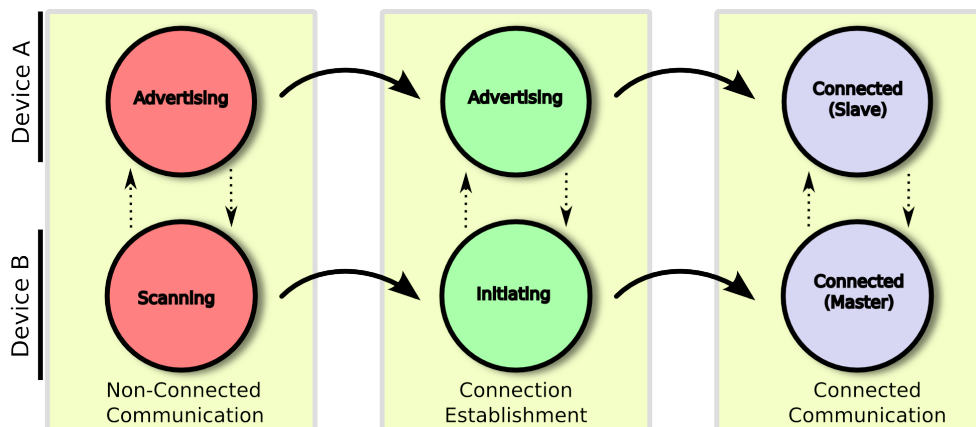 Device A
Advertising
Advertising
Connected
(Slave)
Device B
Scanning
Initiating
Connected
(Master)
Non-Connected
Communication
Connection
Establishment
Connected
Communication